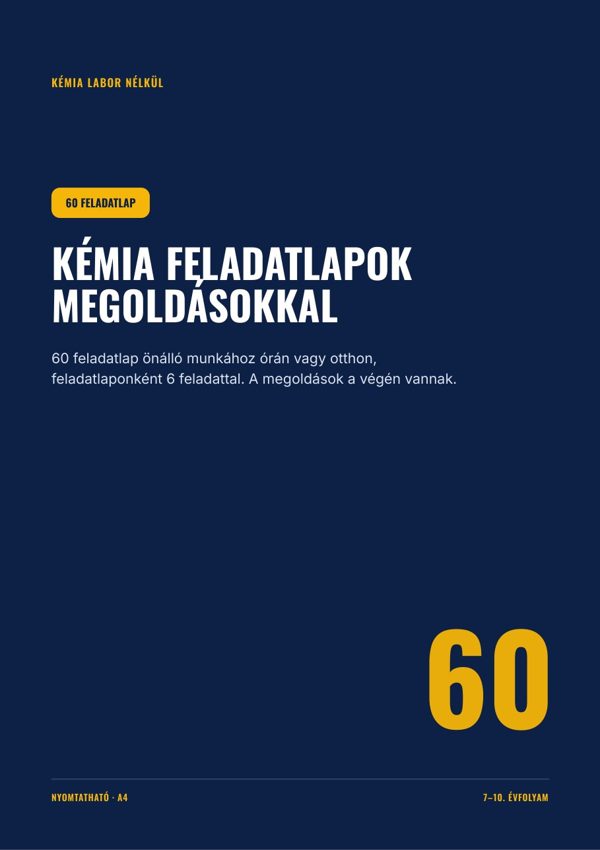 KÉMIA LABOR NÉLKÜL
60 FELADATLAP
KÉMIA FELADATLAPOK
MEGOLDÁSOKKAL
60 feladatlap önálló munkához órán vagy otthon,
feladatlaponként 6 feladattal. A megoldások a végén vannak.
60
NYOMTATHATÓ · A4
7–10. ÉVFOLYAM